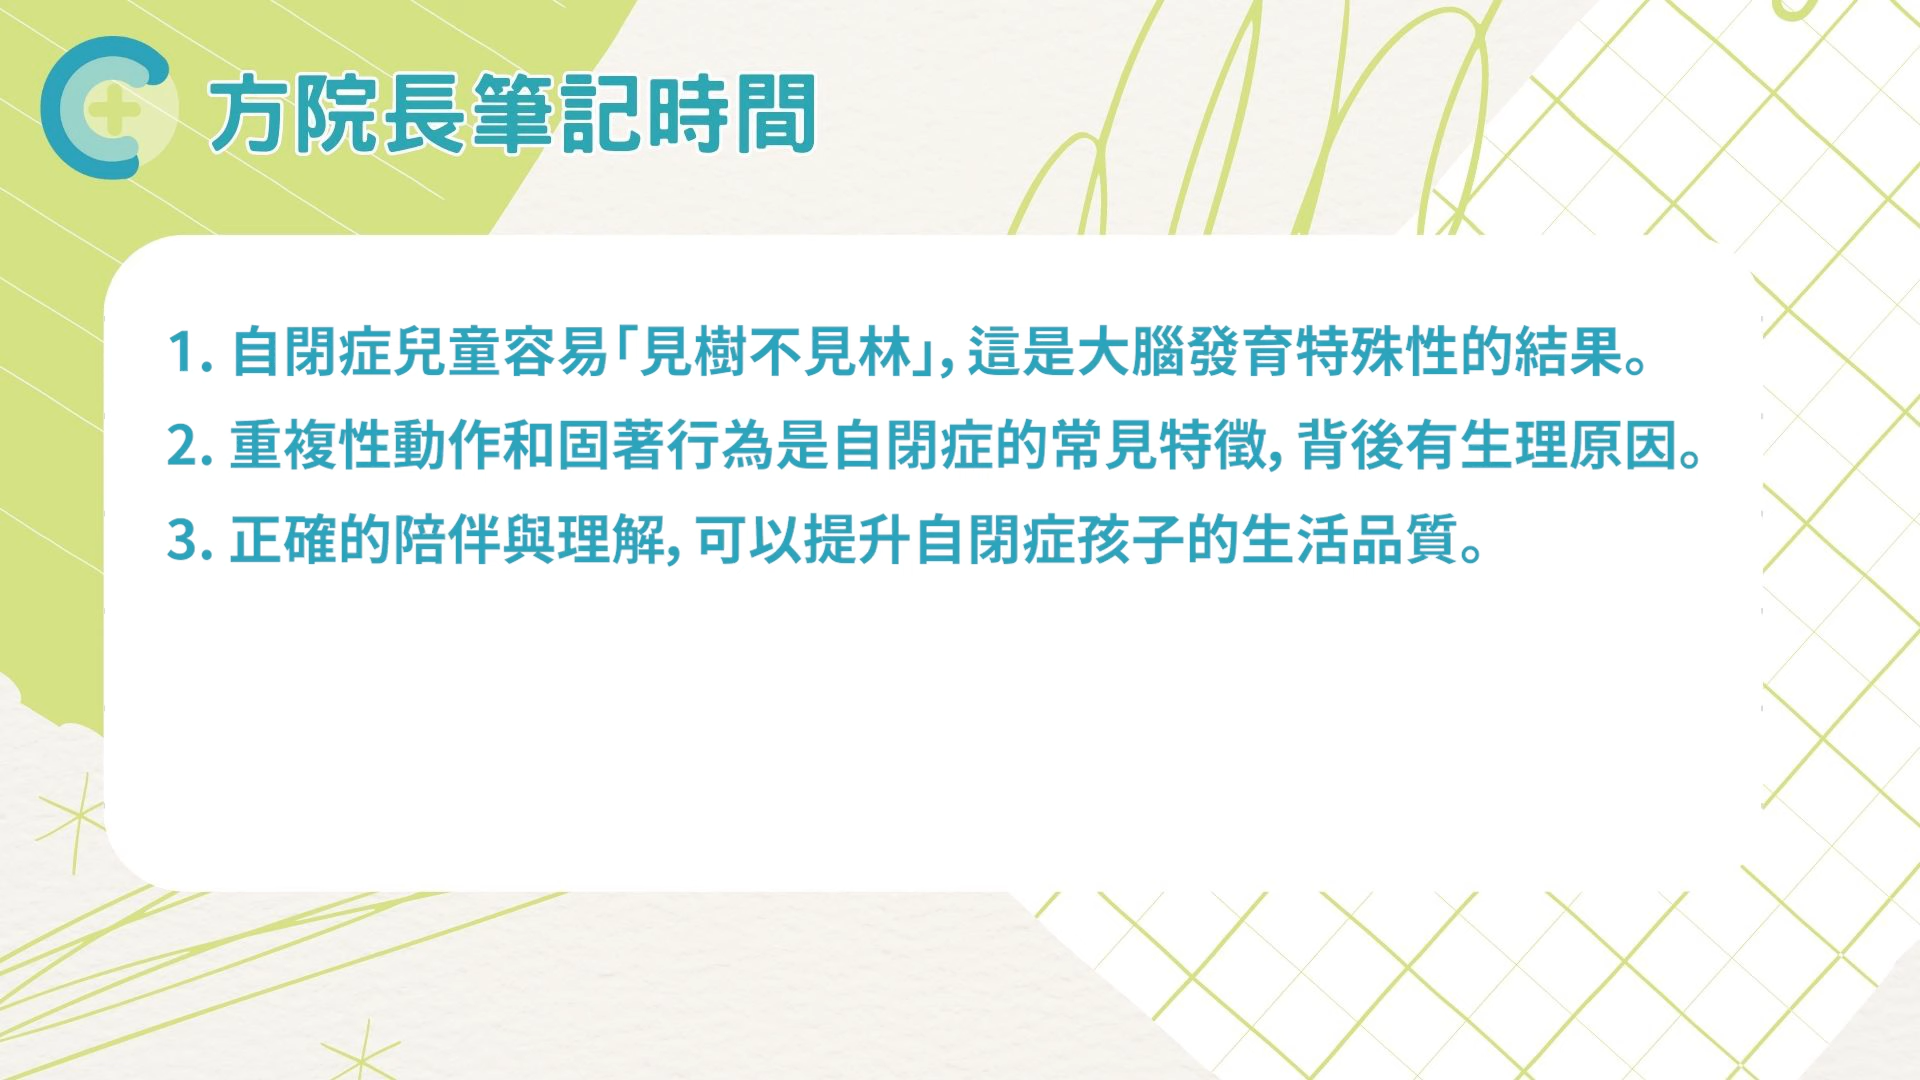 方院長筆記時間
1. 自閉症兒童容易「見樹不見林」,這是大腦發育特殊性的結果。
2. 重複性動作和固著行為是自閉症的常見特徵,背後有生理原因。
3. 正確的陪伴與理解,可以提升自閉症孩子的生活品質。